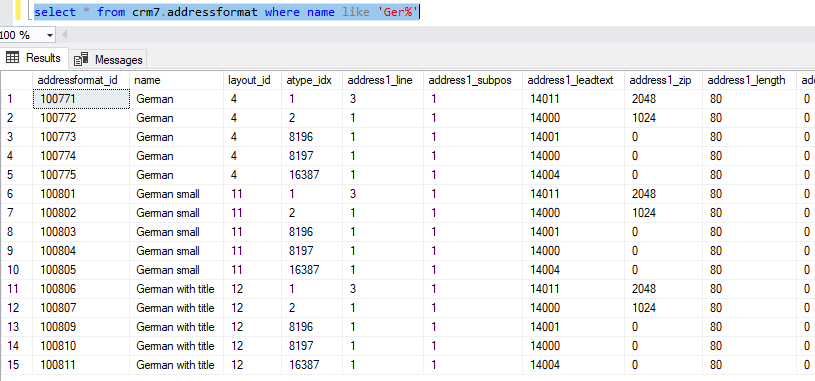 select * from crm7.addressformat where name like 'Ger%'
100 %
Results Messages
addressformat_id name layout_id atype_idx address1_line address1_subpos address1_leadtext address1_zip address1_length ad
1 100771 German 4 1 3 1 14011 2048 80 0
2 100772 German 4 2 1 1 14000 1024 80 0
3 100773 German 4 8196 1 1 14001 0 80 0
4 100774 German 4 8197 1 1 14000 0 80 0
5 100775 German 4 16387 1 1 14004 0 80 0
6 100801 German small 11 1 3 1 14011 2048 80 0
7 100802 German small 11 2 1 1 14000 1024 80 0
8 100803 German small 11 8196 1 1 14001 0 80 0
9 100804 German small 11 8197 1 1 14000 0 80 0
10 100805 German small 11 16387 1 1 14004 0 80 0
11 100806 German with title 12 1 3 1 14011 2048 80 0
12 100807 German with title 12 2 1 1 14000 1024 80 0
13 100809 German with title 12 8196 1 1 14001 0 80 0
14 100810 German with title 12 8197 1 1 14000 0 80 0
15 100811 German with title 12 16387 1 1 14004 0 80 0